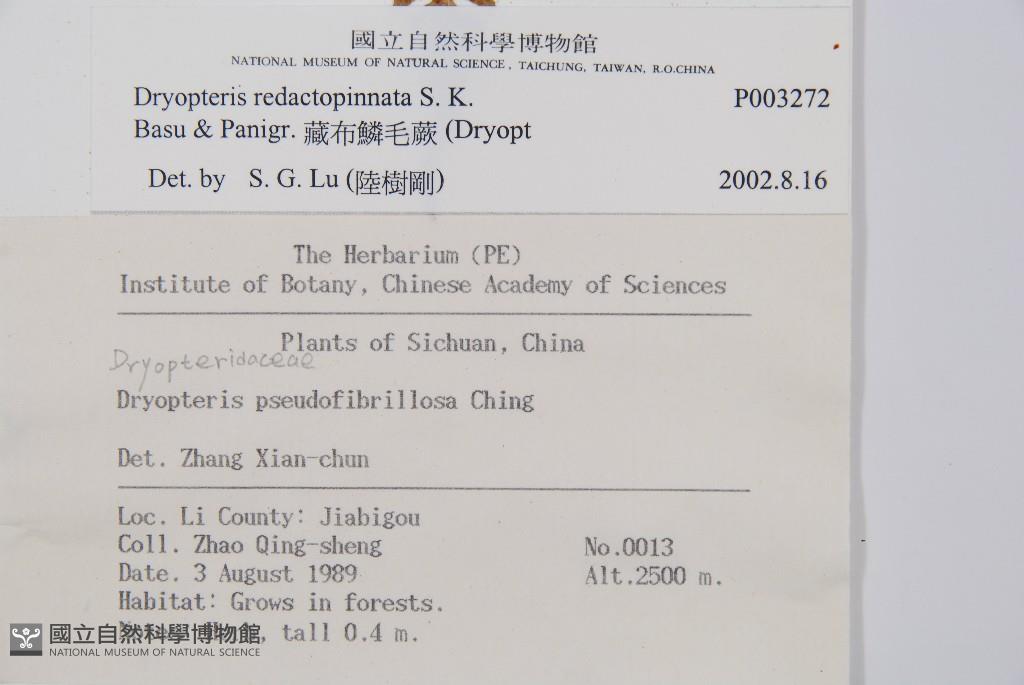 國立自然科學博物館
NATIONAL MUSEUM OF NATURAL SCIENCE, TAICHUNG, TAIWAN, R.O.CHINA
Dryopteris redactopinnata S. K. P003272
Basu & Panigr. 藏布鱗毛蕨 (Dryopt
Det. by S. G. Lu (陸樹剛) 2002.8.16
The Herbarium (PE)
Institute of Botany, Chinese Academy of Sciences
Plants of Sichuan, China
Dryopteridaceae
Dryopteris pseudofibrillosa Ching
Det. Zhang Xian-chun
Loc. Li County: Jiabigou
Coll. Zhao Qing-sheng No.0013
Date. 3 August 1989 Alt.2500 m.
Habitat: Grows in forests.
, tall 0.4 m.
國立自然科學博物館
NATIONAL MUSEUM OF NATURAL SCIENCE